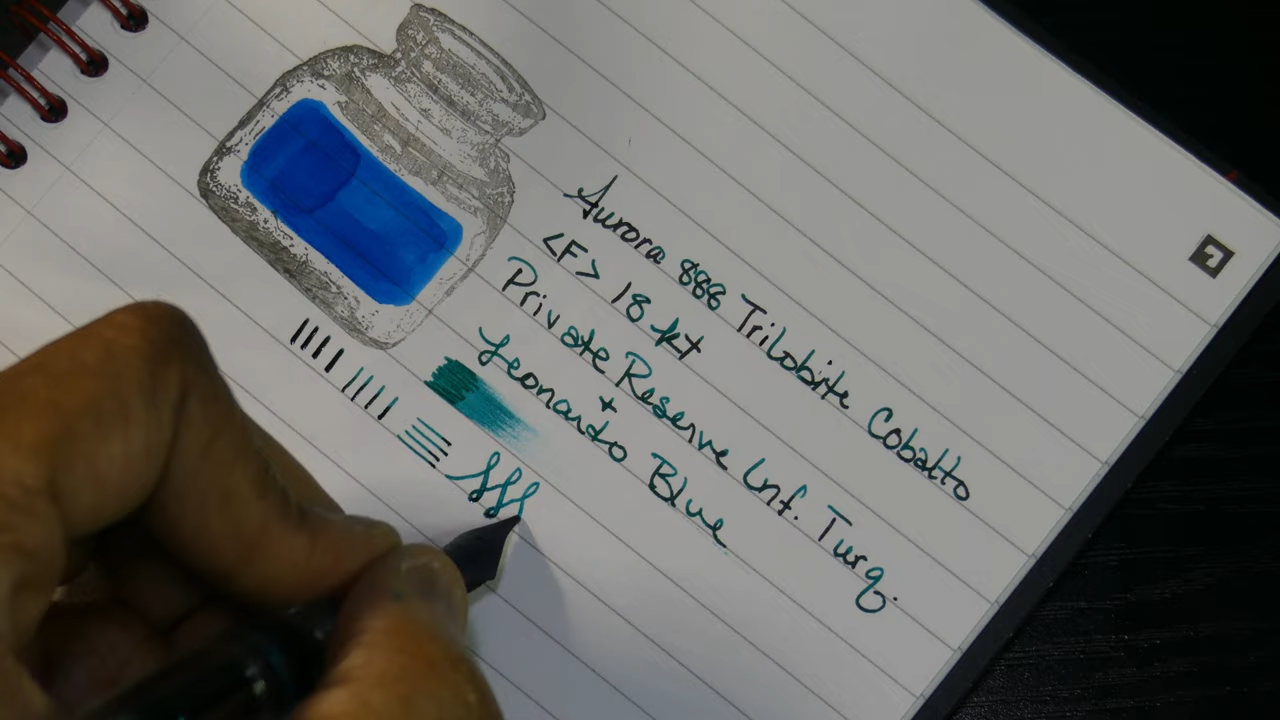 Aurora 888 Trilobite Cobalto
<F> 18 kt
Private Reserve Inf. Turq.
+
Leonardo Blue